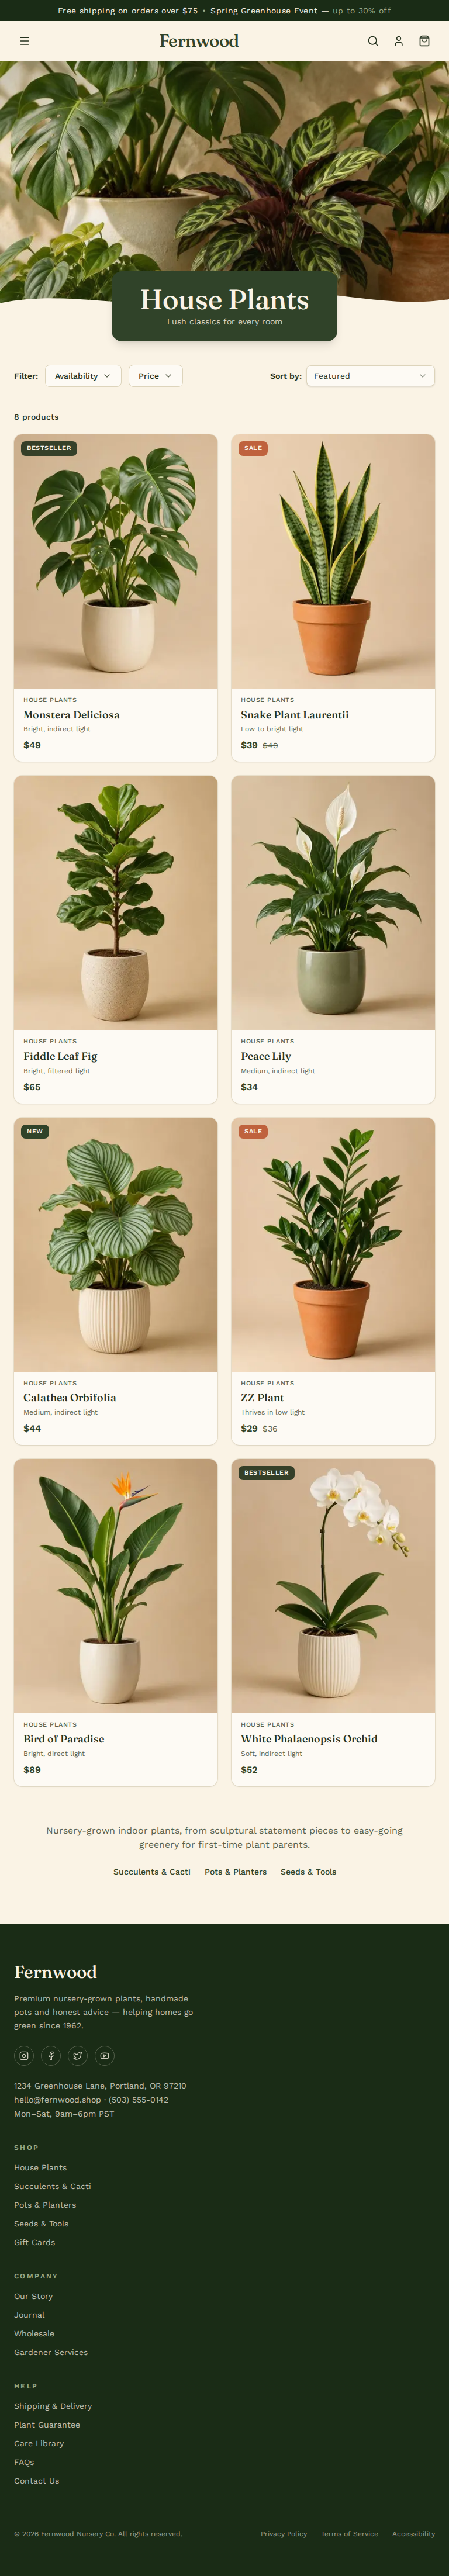 Free shipping on orders over $75 • Spring Greenhouse Event — up to 30% off
Fernwood
House Plants
Lush classics for every room
Filter: Availability Price Sort by: Featured
8 products
BESTSELLER
HOUSE PLANTS
Monstera Deliciosa
Bright, indirect light
$49
SALE
HOUSE PLANTS
Snake Plant Laurentii
Low to bright light
$39 $49
HOUSE PLANTS
Fiddle Leaf Fig
Bright, filtered light
$65
HOUSE PLANTS
Peace Lily
Medium, indirect light
$34
NEW
HOUSE PLANTS
Calathea Orbifolia
Medium, indirect light
$44
SALE
HOUSE PLANTS
ZZ Plant
Thrives in low light
$29 $36
HOUSE PLANTS
Bird of Paradise
Bright, direct light
$89
BESTSELLER
HOUSE PLANTS
White Phalaenopsis Orchid
Soft, indirect light
$52
Nursery-grown indoor plants, from sculptural statement pieces to easy-going
greenery for first-time plant parents.
Succulents & Cacti Pots & Planters Seeds & Tools
Fernwood
Premium nursery-grown plants, handmade
pots and honest advice — helping homes go
green since 1962.
1234 Greenhouse Lane, Portland, OR 97210
hello@fernwood.shop · (503) 555-0142
Mon–Sat, 9am–6pm PST
SHOP
House Plants
Succulents & Cacti
Pots & Planters
Seeds & Tools
Gift Cards
COMPANY
Our Story
Journal
Wholesale
Gardener Services
HELP
Shipping & Delivery
Plant Guarantee
Care Library
FAQs
Contact Us
© 2026 Fernwood Nursery Co. All rights reserved. Privacy Policy Terms of Service Accessibility